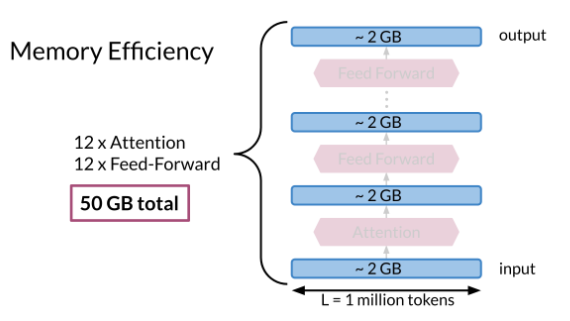 Memory Efficiency
12 x Attention
12 x Feed-Forward
50 GB total
~ 2 GB
output
Feed Forward
~ 2 GB
Feed Forward
~ 2 GB
Attention
~ 2 GB
input
L = 1 million tokens